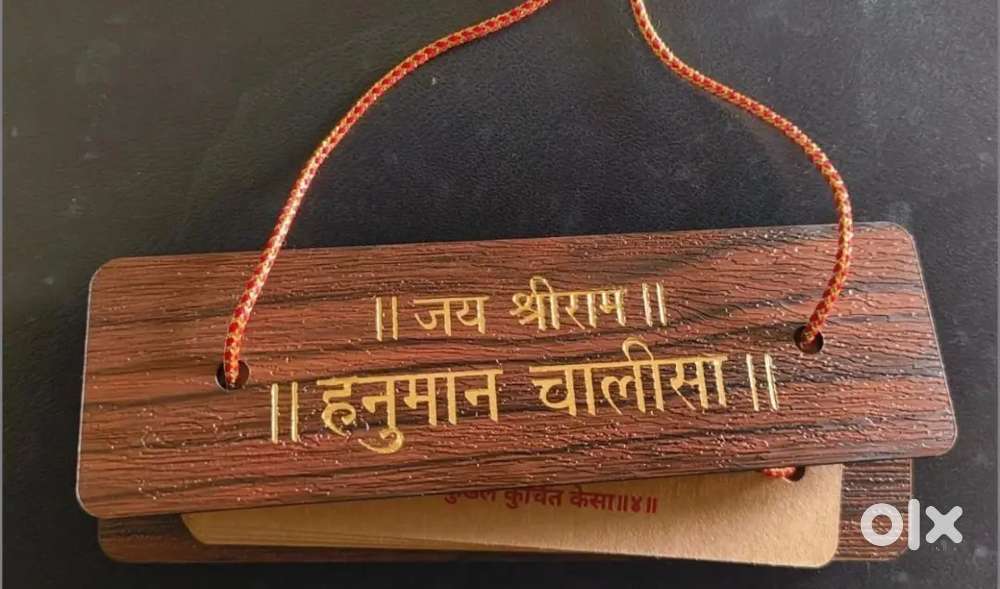 ॥ जय श्रीराम ॥
॥ हनुमान चालीसा ॥
कुंचित केसा॥४॥
olx